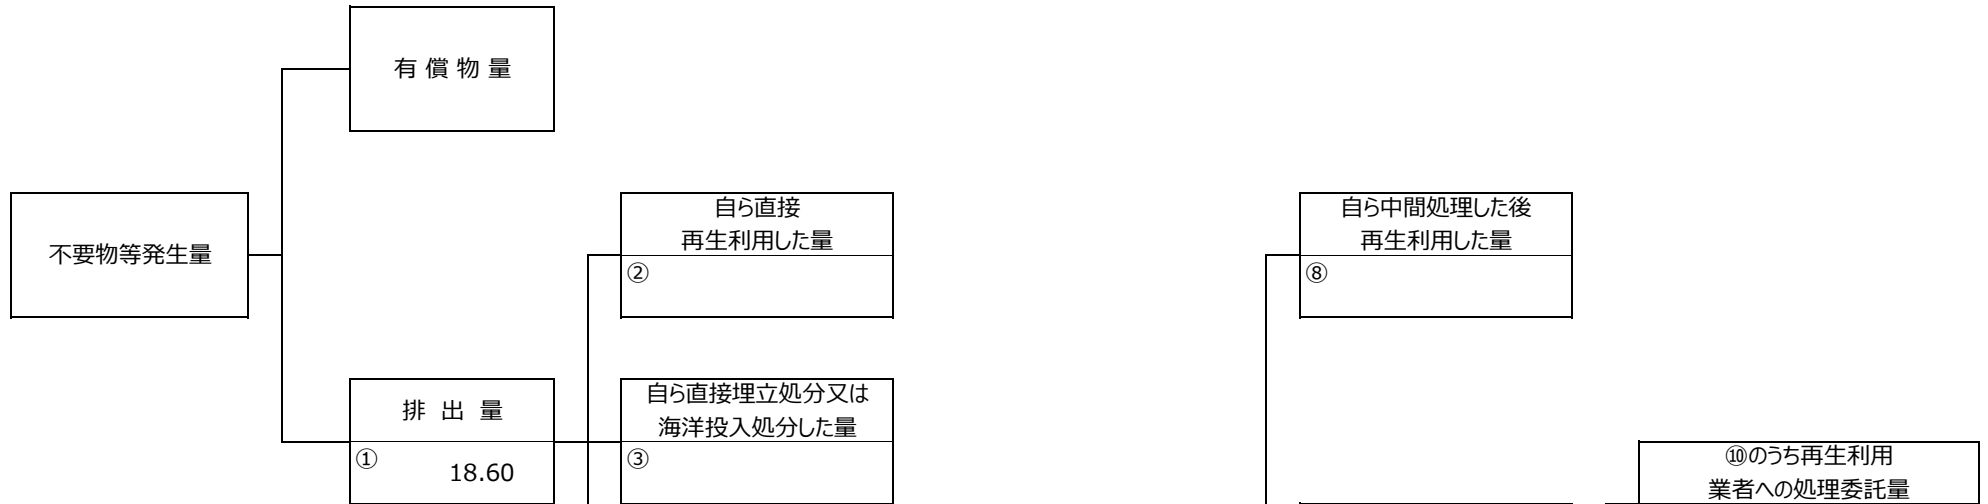 有 償 物 量
不要物等発生量
自ら直接
再生利用した量
②
自ら中間処理した後
再生利用した量
⑧
排 出 量
① 18.60
自ら直接埋立処分又は
海洋投入処分した量
③
⑩のうち再生利用
業者への処理委託量